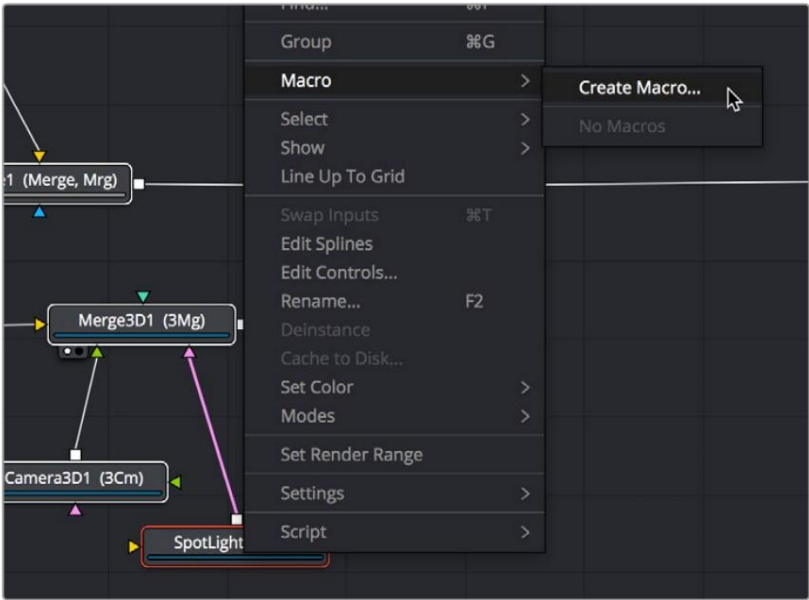 Find... ⌘F
Group ⌘G
Macro >
Create Macro...
No Macros
Select >
Show >
Line Up To Grid
Swap Inputs ⌘T
Edit Splines
Edit Controls...
Rename... F2
Deinstance
Cache to Disk...
Set Color >
Modes >
Set Render Range
Settings >
Script >
e1 (Merge, Mrg)
Merge3D1 (3Mg)
Camera3D1 (3Cm)
SpotLight